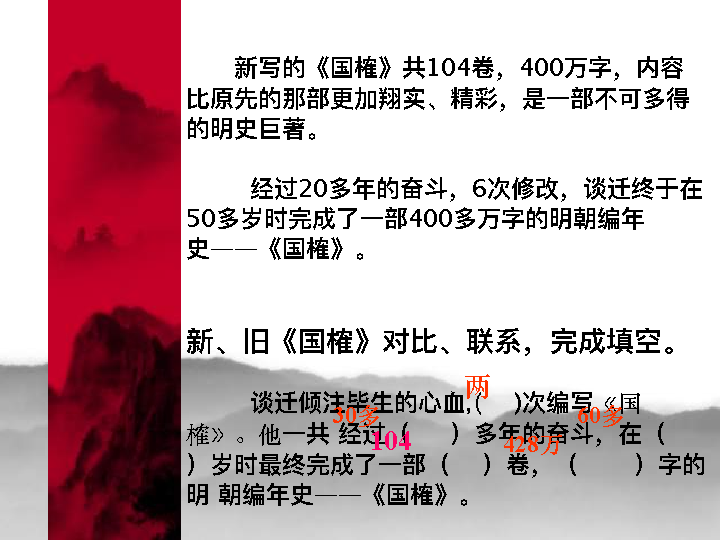 新写的《国榷》共104卷，400万字，内容
比原先的那部更加翔实、精彩，是一部不可多得
的明史巨著。
经过20多年的奋斗，6次修改，谈迁终于在
50多岁时完成了一部400多万字的明朝编年
史——《国榷》。
新、旧《国榷》对比、联系，完成填空。
两
谈迁倾注毕生的心血,( )次编写《国
30多 60多
榷》。他一共 经过（ ）多年的奋斗，在（
104 428万
）岁时最终完成了一部（ ）卷，（ ）字的
明 朝编年史——《国榷》。